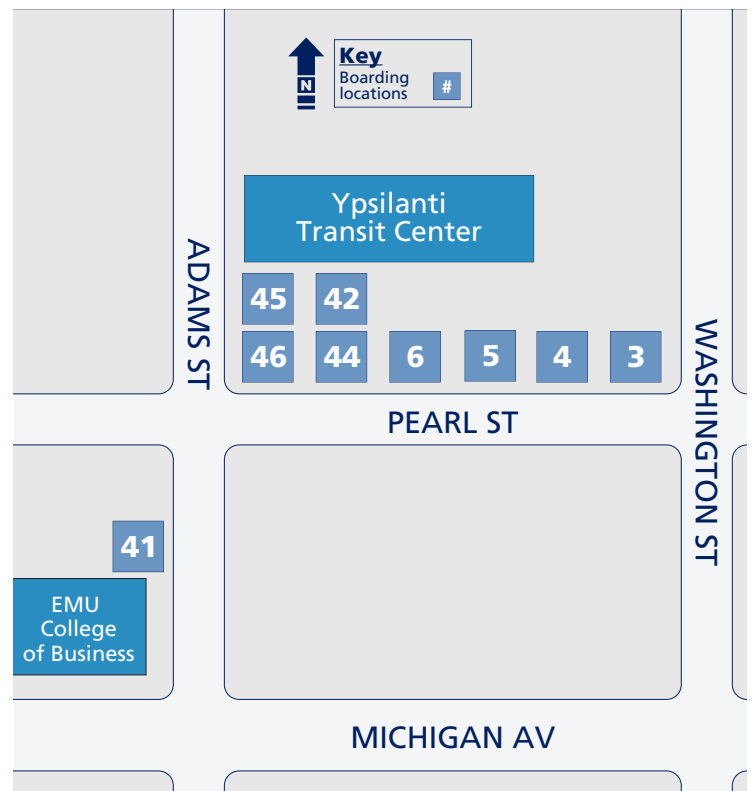 Key
Boarding
locations
#
N
Ypsilanti
Transit Center
ADAMS ST
45 42
46 44 6 5 4 3
WASHINGTON ST
PEARL ST
41
EMU
College
of Business
MICHIGAN AV